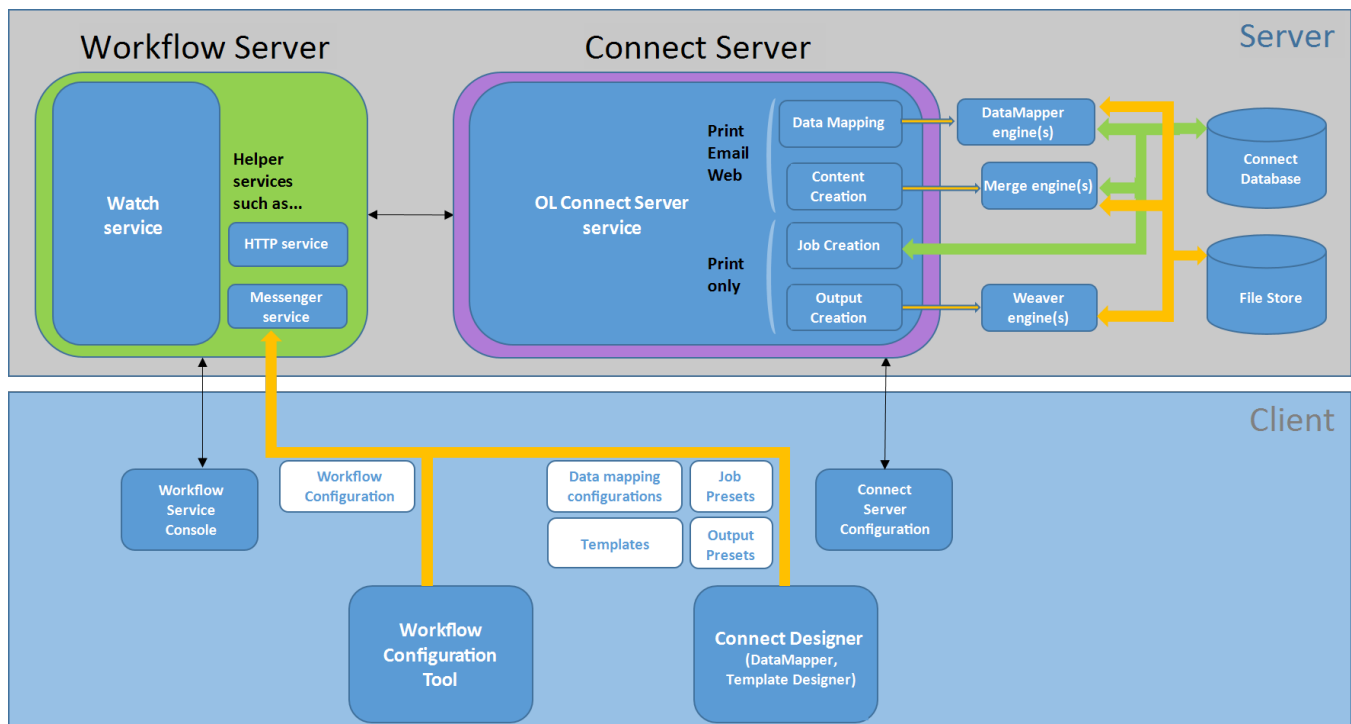 Server
Workflow Server
Connect Server
Watch
service
Helper
services
such as...
HTTP service
Messenger
service
OL Connect Server
service
Print
Email
Web
Print
only
Data Mapping
Content
Creation
Job Creation
Output
Creation
DataMapper
engine(s)
Merge engine(s)
Weaver
engine(s)
Connect
Database
File Store
Client
Workflow
Service
Console
Workflow
Configuration
Data mapping
configurations
Job
Presets
Templates
Output
Presets
Connect
Server
Configuration
Workflow
Configuration
Tool
Connect Designer
(DataMapper,
Template Designer)